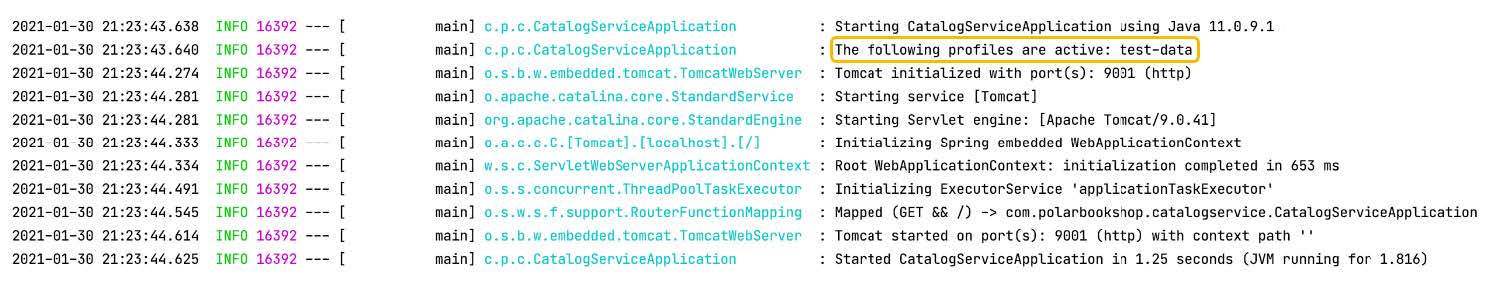 2021-01-30 21:23:43.638  INFO 16392 --- [           main] c.p.c.CatalogServiceApplication          : Starting CatalogServiceApplication using Java 11.0.9.1
2021-01-30 21:23:43.640  INFO 16392 --- [           main] c.p.c.CatalogServiceApplication          : The following profiles are active: test-data
2021-01-30 21:23:44.274  INFO 16392 --- [           main] o.s.b.w.embedded.tomcat.TomcatWebServer  : Tomcat initialized with port(s): 9001 (http)
2021-01-30 21:23:44.281  INFO 16392 --- [           main] o.apache.catalina.core.StandardService   : Starting service [Tomcat]
2021-01-30 21:23:44.281  INFO 16392 --- [           main] org.apache.catalina.core.StandardEngine  : Starting Servlet engine: [Apache Tomcat/9.0.41]
2021-01-30 21:23:44.333  INFO 16392 --- [           main] o.a.c.c.C.[Tomcat].[localhost].[/]       : Initializing Spring embedded WebApplicationContext
2021-01-30 21:23:44.334  INFO 16392 --- [           main] w.s.c.ServletWebServerApplicationContext : Root WebApplicationContext: initialization completed in 653 ms
2021-01-30 21:23:44.491  INFO 16392 --- [           main] o.s.s.concurrent.ThreadPoolTaskExecutor  : Initializing ExecutorService 'applicationTaskExecutor'
2021-01-30 21:23:44.545  INFO 16392 --- [           main] o.s.w.s.f.support.RouterFunctionMapping  : Mapped (GET && /) -> com.polarbookshop.catalogservice.CatalogServiceApplication
2021-01-30 21:23:44.614  INFO 16392 --- [           main] o.s.b.w.embedded.tomcat.TomcatWebServer  : Tomcat started on port(s): 9001 (http) with context path ''
2021-01-30 21:23:44.625  INFO 16392 --- [           main] c.p.c.CatalogServiceApplication          : Started CatalogServiceApplication in 1.25 seconds (JVM running for 1.816)